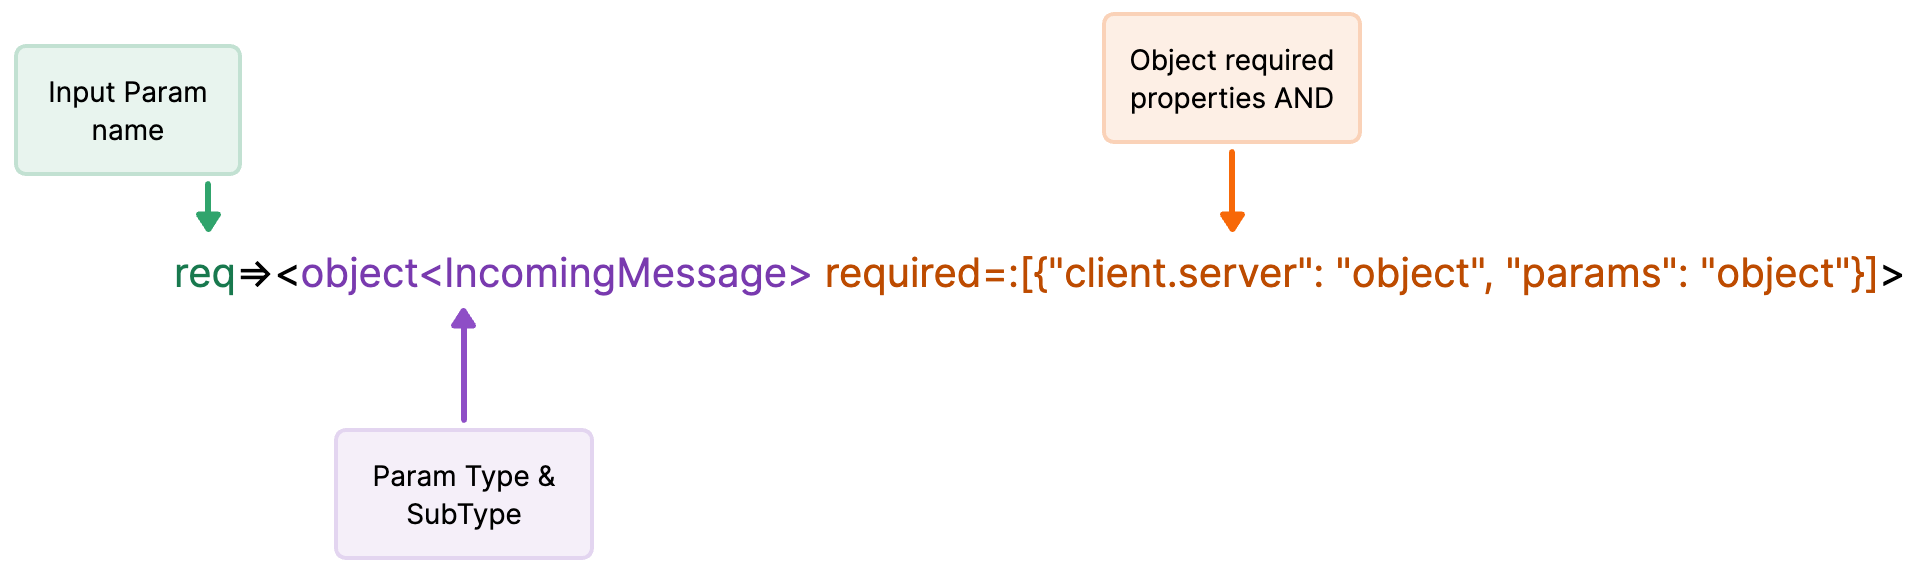 Object required
properties AND
Input Param
name
req⇒<object<IncomingMessage> required=:[{"client.server": "object", "params": "object"}]>
Param Type &
SubType